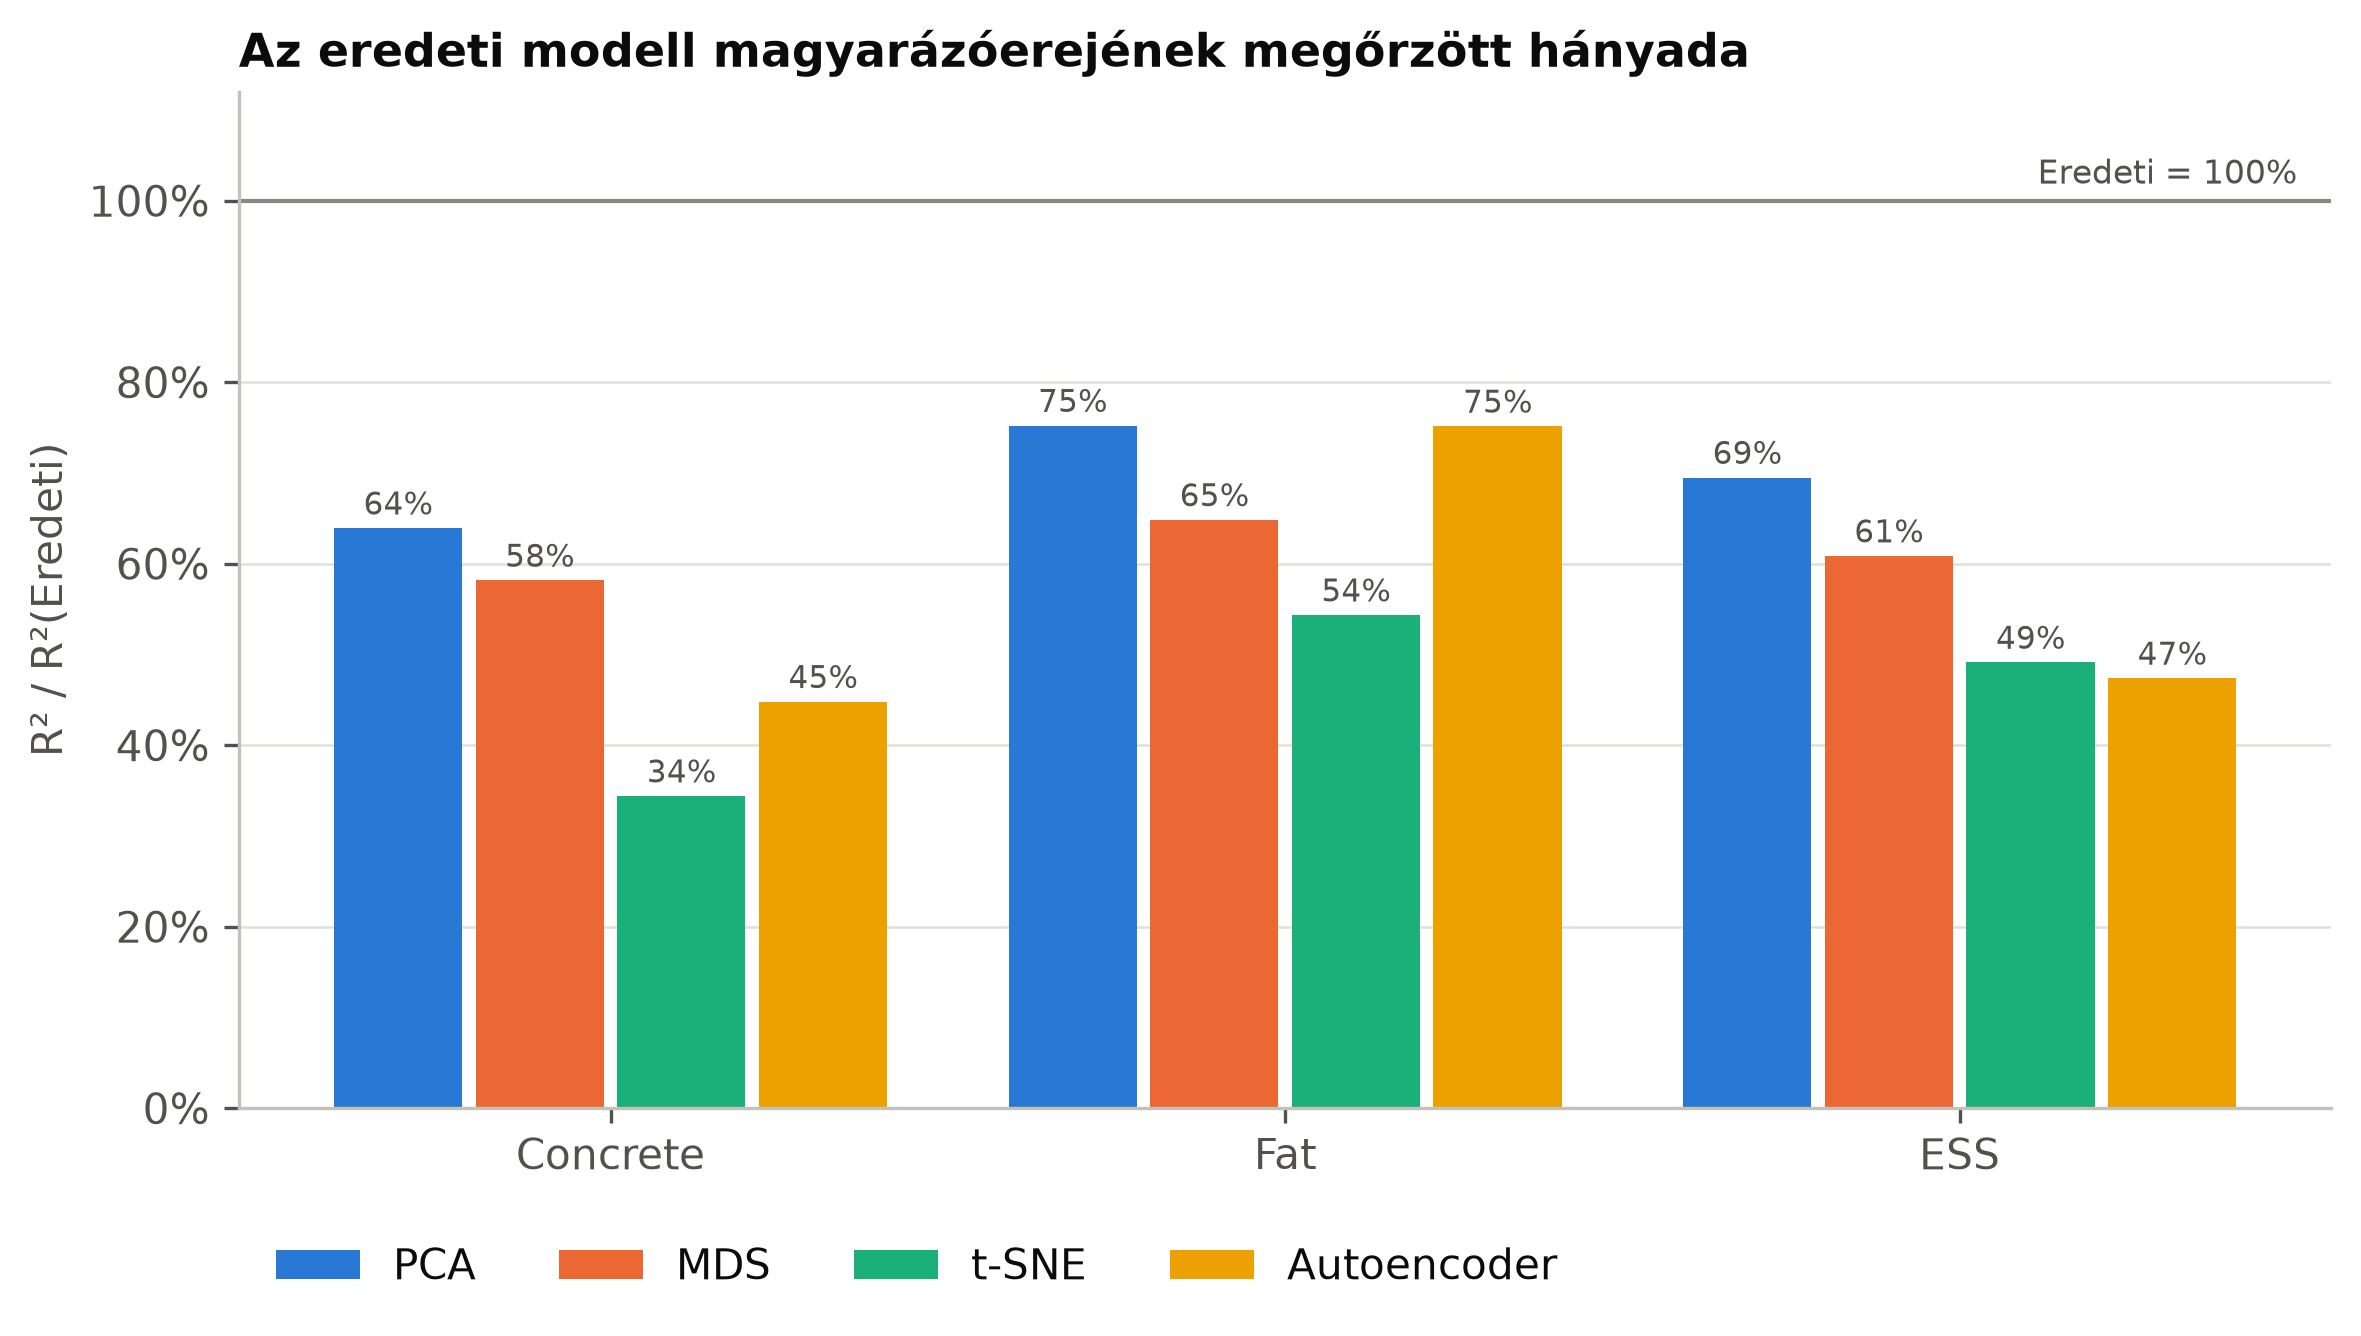 Az eredeti modell magyarázóerejének megőrzött hányada
Eredeti = 100%
R² / R²(Eredeti)
100%
80%
60%
40%
20%
0%
64%
58%
34%
45%
75%
65%
54%
75%
69%
61%
49%
47%
Concrete
Fat
ESS
PCA
MDS
t-SNE
Autoencoder